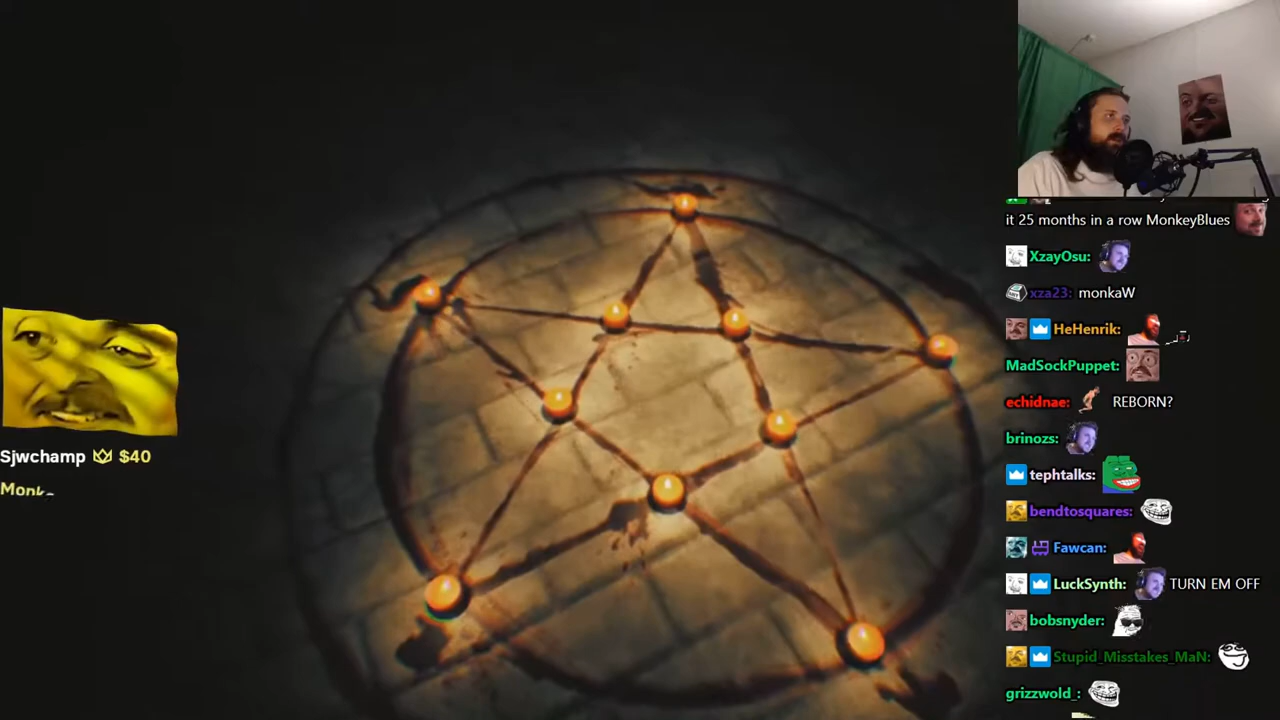 it 25 months in a row MonkeyBlues
XzayOsu:
xza23: monkaW
HeHenrik:
MadSockPuppet:
echidnae: REBORN?
brinozs:
tephtalks:
bendtosquares:
Fawcan:
LuckSynth: TURN EM OFF
bobsnyder:
Stupid_Misstakes_MaN:
grizzwold_:
Sjwchamp $40